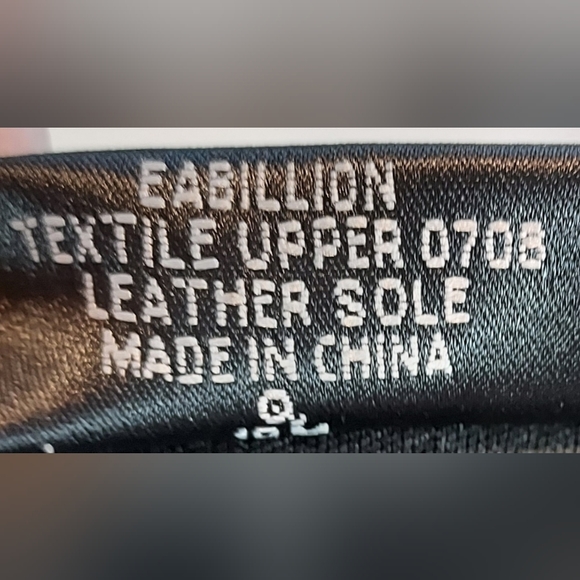 EABILLION
TEXTILE UPPER 0708
LEATHER SOLE
MADE IN CHINA